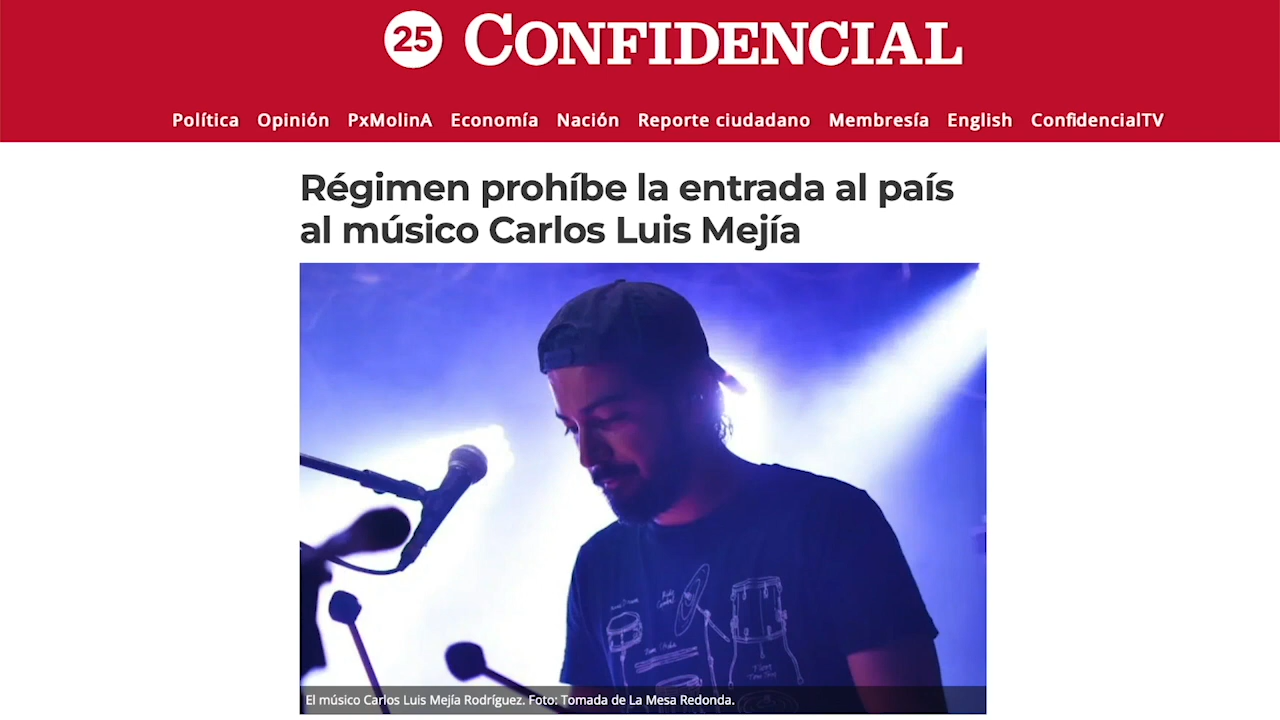 25 CONFIDENCIAL
Política Opinión PxMolinA Economía Nación Reporte ciudadano Membresía English ConfidencialTV
Régimen prohíbe la entrada al país
al músico Carlos Luis Mejía
El músico Carlos Luis Mejía Rodríguez. Foto: Tomada de La Mesa Redonda.